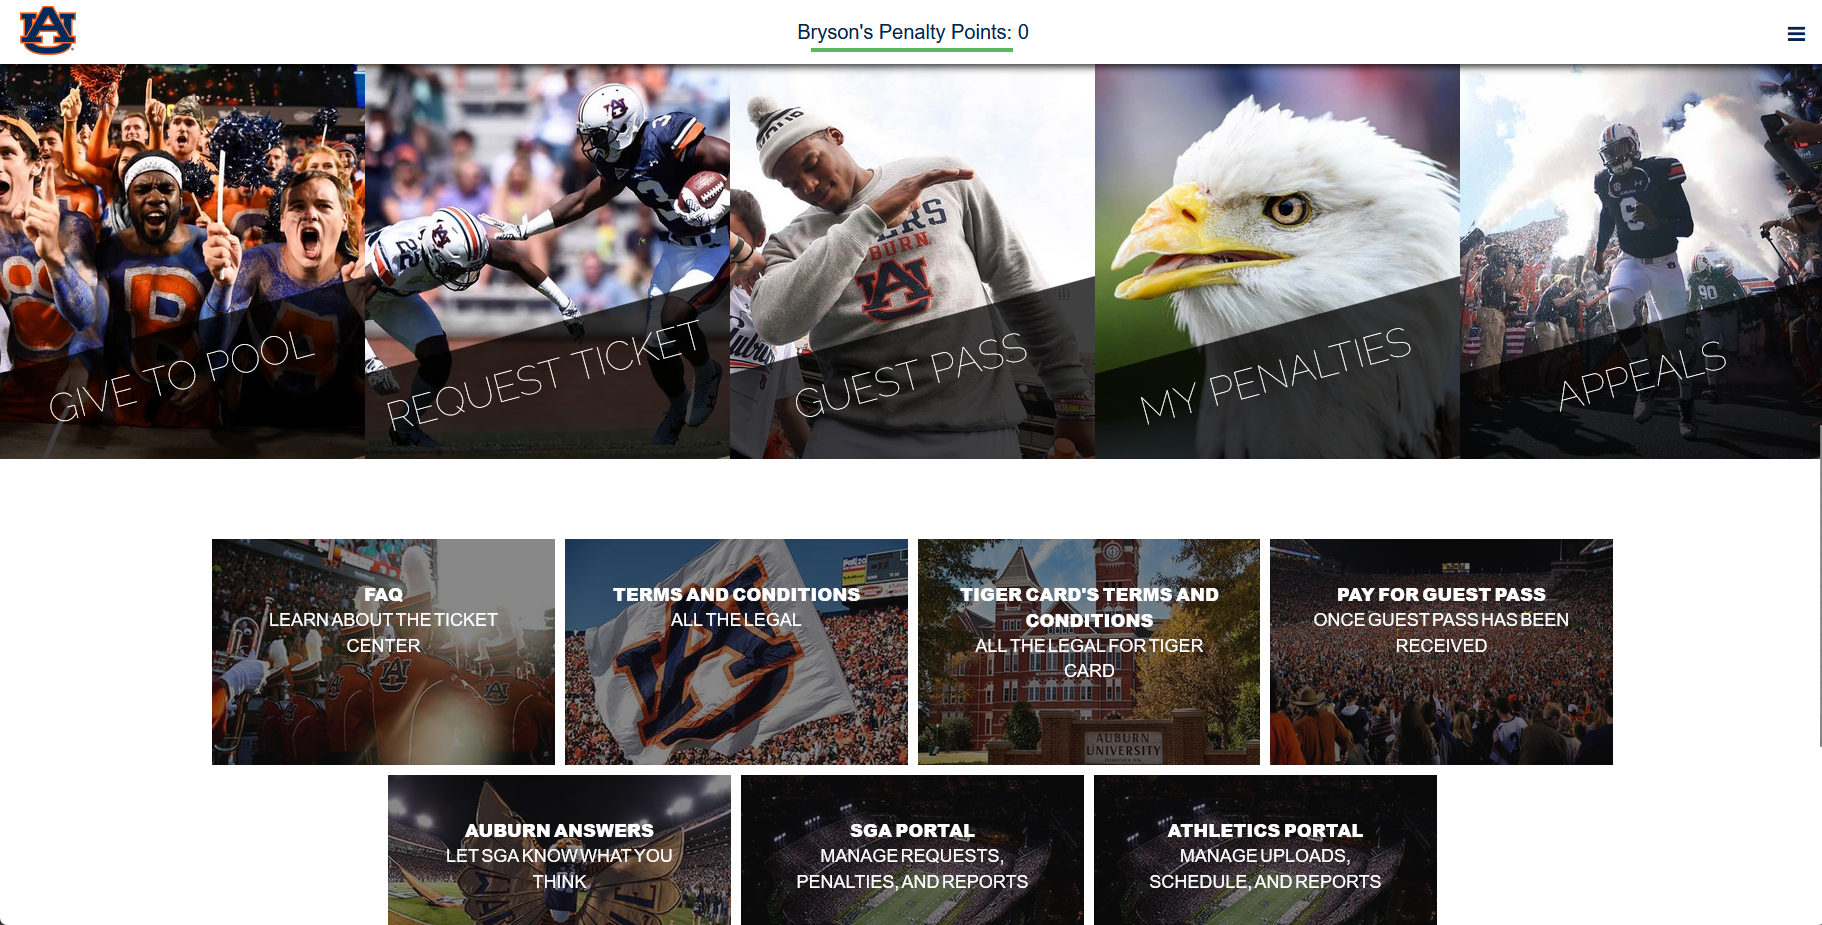 Bryson's Penalty Points: 0
GIVE TO POOL
REQUEST TICKET
GUEST PASS
MY PENALTIES
APPEALS
FAQ
LEARN ABOUT THE TICKET
CENTER
TERMS AND CONDITIONS
ALL THE LEGAL
TIGER CARD'S TERMS AND
CONDITIONS
ALL THE LEGAL FOR TIGER
CARD
AUBURN
UNIVERSITY
PAY FOR GUEST PASS
ONCE GUEST PASS HAS BEEN
RECEIVED
AUBURN ANSWERS
LET SGA KNOW WHAT YOU
THINK
SGA PORTAL
MANAGE REQUESTS,
PENALTIES, AND REPORTS
ATHLETICS PORTAL
MANAGE UPLOADS,
SCHEDULE, AND REPORTS